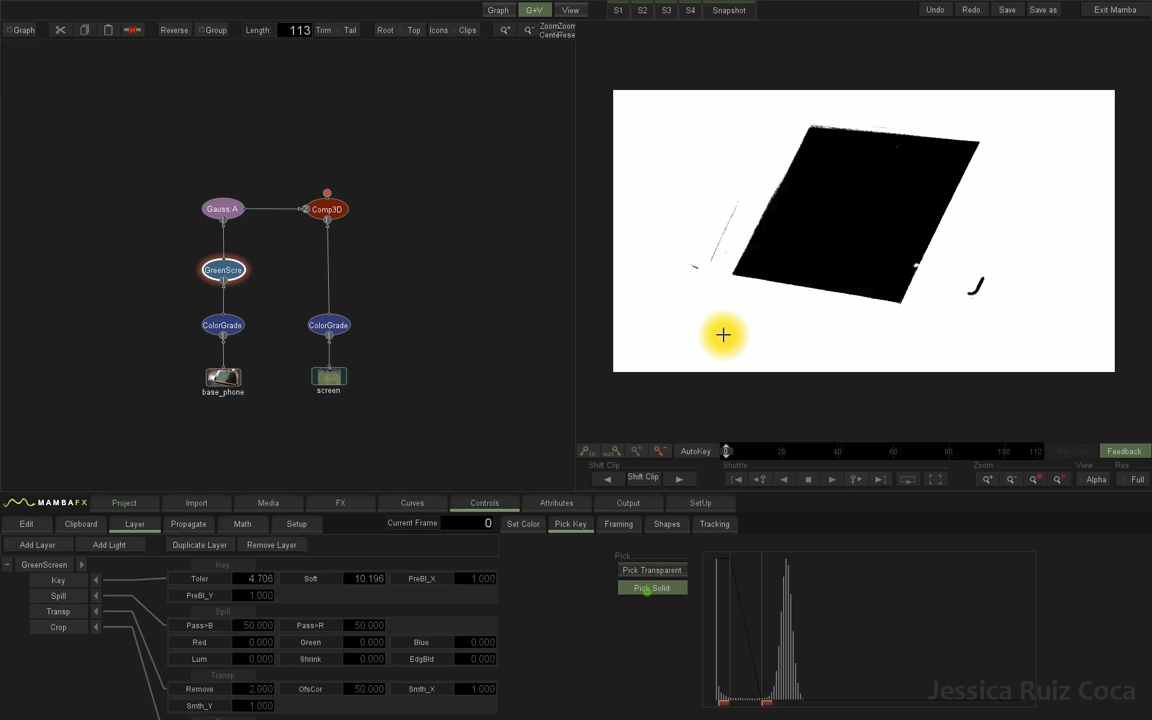 Graph G+V View S1 S2 S3 S4 Snapshot Undo Redo Save Save as Exit Mamba
Graph Reverse Group Length: 113 Trim Tail Root Top Icons Clips
Gauss:A Comp3D
GreenScre
ColorGrade ColorGrade
base_phone screen
AutoKey 0 20 40 60 80 100 112 Feedback
Shift Clip Shift Clip Shuttle Zoom View Res
Alpha Full
MAMBAFX Project Import Media FX Curves Controls Attributes Output SetUp
Edit Clipboard Layer Propagate Math Setup Current Frame 0 Set Color Pick Key Framing Shapes Tracking
Add Layer Add Light Duplicate Layer Remove Layer
Pick
GreenScreen Key
Pick Transparent
Key Toler 4.706 Soft 10.196 PreBl_X 1.000
Pick Solid
Spill PreBl_Y 1.000
Transp Spill
Crop Pass>B 50.000 Pass>R 50.000
Red 0.000 Green 0.000 Blue 0.000
Lum 0.000 Shrink 0.000 EdgBld 0.000
Transp
Remove 2.000 OfsCor 50.000 Smth_X 1.000
Smth_Y 1.000
Jessica Ruiz Coca